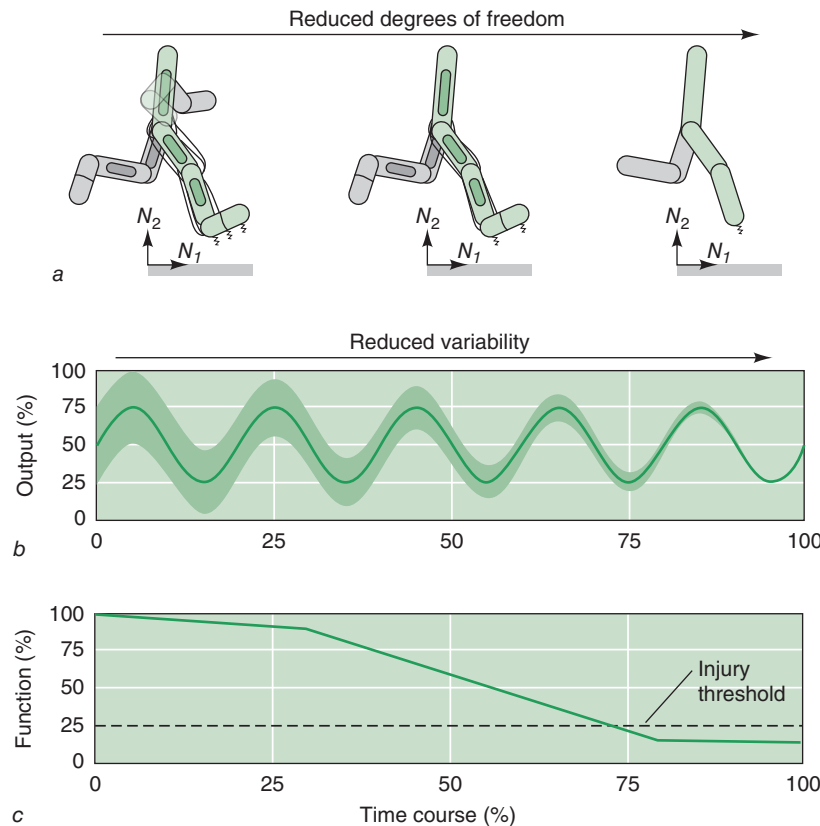 Reduced degrees of freedom
N2
N1
N2
N1
N2
N1
a
Reduced variability
100
75
50
25
0
Output (%)
0
25
50
75
100
b
100
75
50
25
0
Function (%)
Injury
threshold
0
25
50
75
100
Time course (%)
c